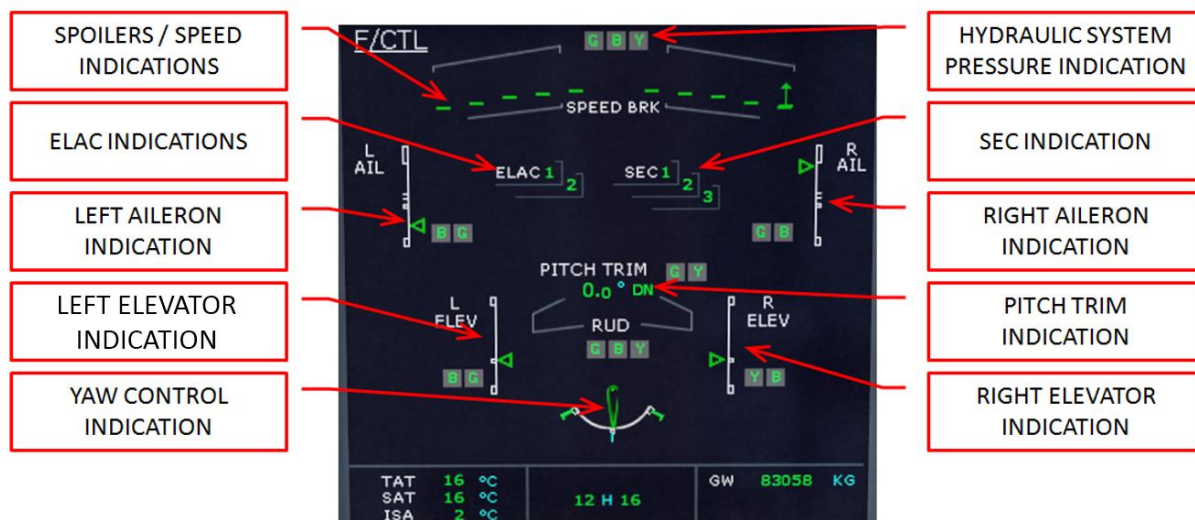 SPOILERS / SPEED
INDICATIONS
ELAC INDICATIONS
LEFT AILERON
INDICATION
LEFT ELEVATOR
INDICATION
YAW CONTROL
INDICATION
F/CTL
G B Y
SPEED BRK
L
AIL
ELAC 1
2
SEC 1
2
3
R
AIL
B G
G B
PITCH TRIM
G Y
0.0 ° DN
L
ELEV
RUD
G B Y
R
ELEV
B G
Y B
TAT 16 °C
SAT 16 °C
ISA 2 °C
12 H 16
GW 83058 KG
HYDRAULIC SYSTEM
PRESSURE INDICATION
SEC INDICATION
RIGHT AILERON
INDICATION
PITCH TRIM
INDICATION
RIGHT ELEVATOR
INDICATION